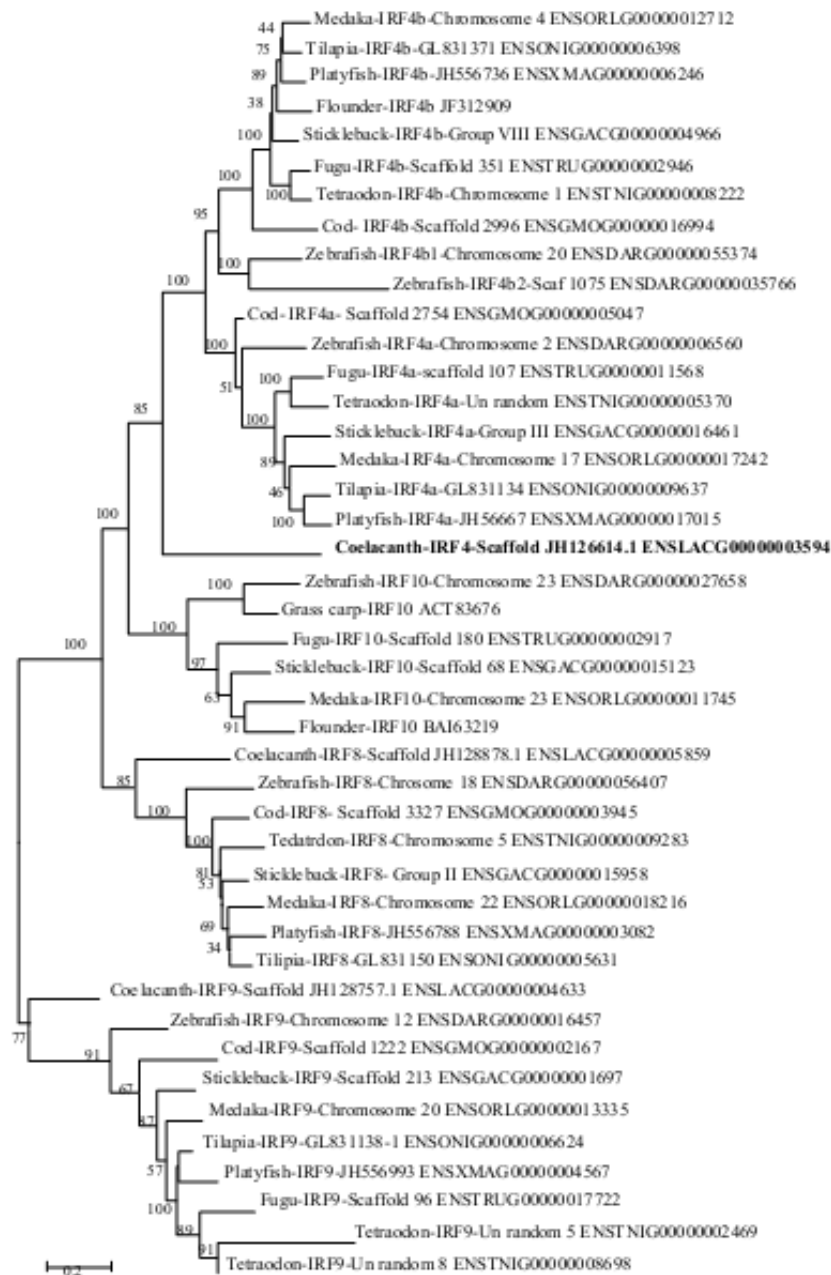 Medaka-IRF4b-Chromosome 4 ENSORLG00000012712
44
75
Tilapia-IRF4b-GL831371 ENSONIG00000006398
89
Platyfish-IRF4b-JH556736 ENSXMAG00000006246
38
Flounder-IRF4b JF312909
100
Stickleback-IRF4b-Group VIII ENSGACG00000004966
100
Fugu-IRF4b-Scaffold 351 ENSTRUG00000002946
100
Tetraodon-IRF4b-Chromosome 1 ENSTNIG00000008222
95
Cod- IRF4b-Scaffold 2996 ENSGMOG00000016994
100
Zebrafish-IRF4b1-Chromosome 20 ENSDARG00000055374
100
Zebrafish-IRF4b2-Scaf 1075 ENSDARG00000035766
Cod- IRF4a- Scaffold 2754 ENSGMOG00000005047
100
Zebrafish-IRF4a-Chromosome 2 ENSDARG00000006560
51
100
Fugu-IRF4a-scaffold 107 ENSTRUG00000011568
85
100
Tetraodon-IRF4a-Un random ENSTNIG00000005370
Stickleback-IRF4a-Group III ENSGACG00000016461
89
Medaka-IRF4a-Chromosome 17 ENSORLG00000017242
46
Tilapia-IRF4a-GL831134 ENSONIG00000009637
100
100
Platyfish-IRF4a-JH56667 ENSXMAG00000017015
Coelacanth-IRF4-Scaffold JH126614.1 ENSLACG00000003594
100
Zebrafish-IRF10-Chromosome 23 ENSDARG00000027658
Grass carp-IRF10 ACT83676
100
100
Fugu-IRF10-Scaffold 180 ENSTRUG00000002917
97
Stickleback-IRF10-Scaffold 68 ENSGACG00000015123
63
Medaka-IRF10-Chromosome 23 ENSORLG00000011745
91
Flounder-IRF10 BAI63219
Coelacanth-IRF8-Scaffold JH128878.1 ENSLACG00000005859
85
Zebrafish-IRF8-Chrosome 18 ENSDARG00000056407
100
Cod-IRF8- Scaffold 3327 ENSGMOG00000003945
100
Tedatrdon-IRF8-Chromosome 5 ENSTNIG00000009283
81
53
Stickleback-IRF8- Group II ENSGACG00000015958
Medaka-IRF8-Chromosome 22 ENSORLG00000018216
69
Platyfish-IRF8-JH556788 ENSXMAG00000003082
34
Tilipia-IRF8-GL831150 ENSONIG00000005631
Coelacanth-IRF9-Scaffold JH128757.1 ENSLACG00000004633
77
Zebrafish-IRF9-Chromosome 12 ENSDARG00000016457
91
Cod-IRF9-Scaffold 1222 ENSGMOG00000002167
67
Stickleback-IRF9-Scaffold 213 ENSGACG00000001697
Medaka-IRF9-Chromosome 20 ENSORLG00000013335
Tilapia-IRF9-GL831138-1 ENSONIG00000006624
57
Platyfish-IRF9-JH556993 ENSXMAG00000004567
100
Fugu-IRF9-Scaffold 96 ENSTRUG00000017722
89
Tetraodon-IRF9-Un random 5 ENSTNIG00000002469
91
Tetraodon-IRF9-Un random 8 ENSTNIG00000008698
0.2